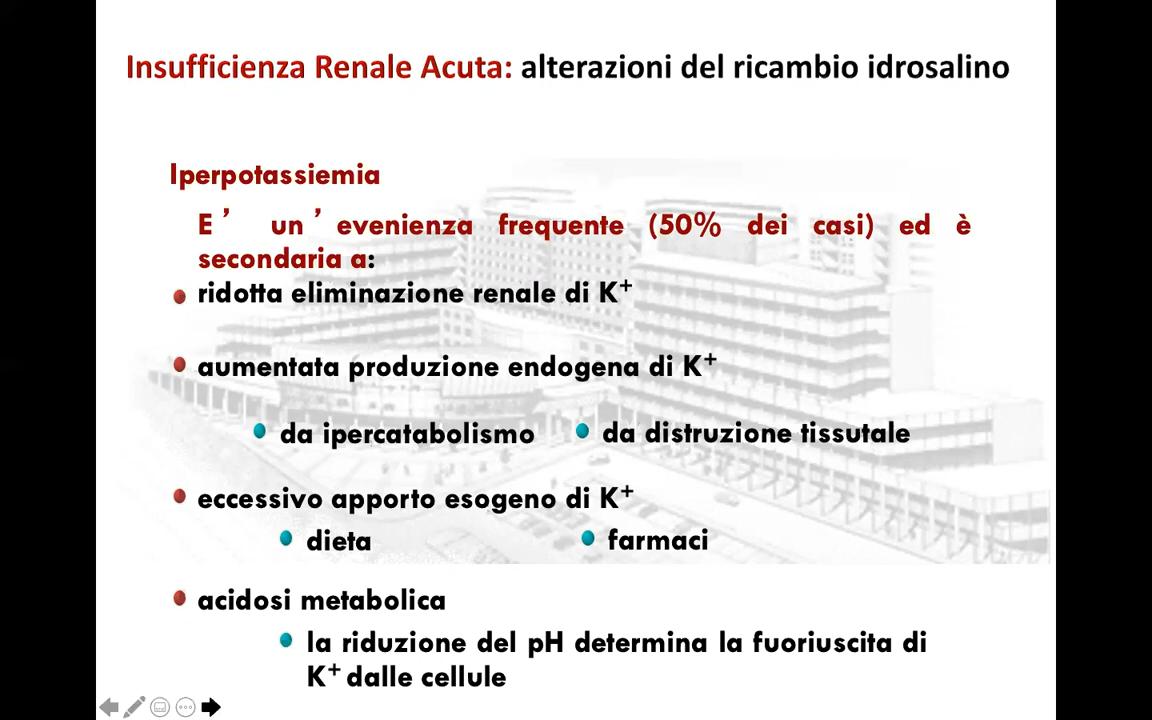 Insufficienza Renale Acuta: alterazioni del ricambio idrosalino
Iperpotassiemia
E’ un’evenienza frequente (50% dei casi) ed è
secondaria a:
ridotta eliminazione renale di K⁺
aumentata produzione endogena di K⁺
da ipercatabolismo
da distruzione tissutale
eccessivo apporto esogeno di K⁺
dieta
farmaci
acidosi metabolica
la riduzione del pH determina la fuoriuscita di
K⁺ dalle cellule